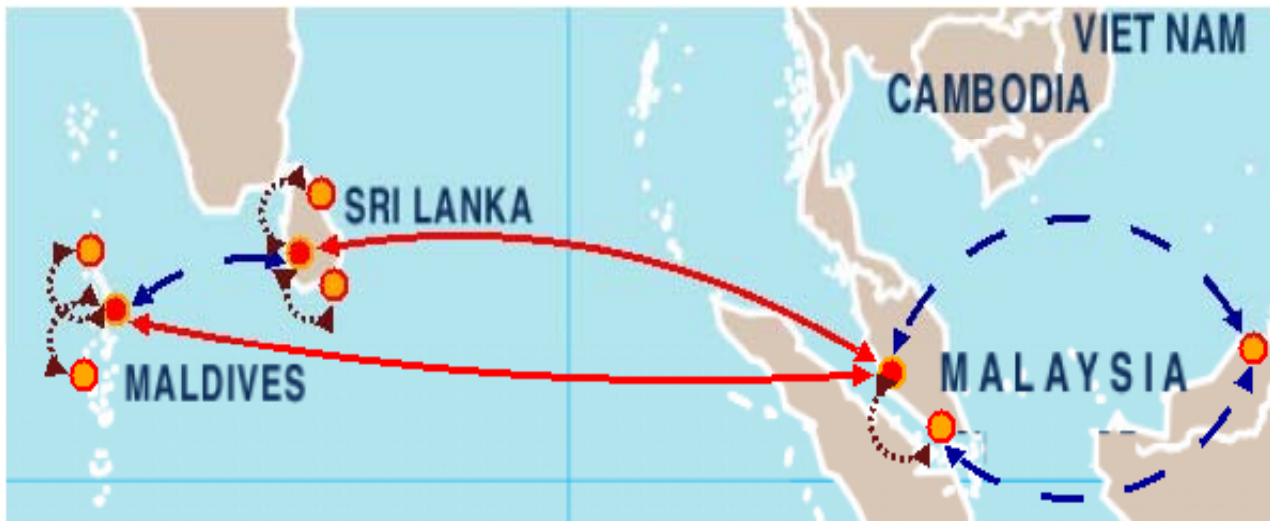 VIET NAM
CAMBODIA
SRI LANKA
MALDIVES
MALAYSIA